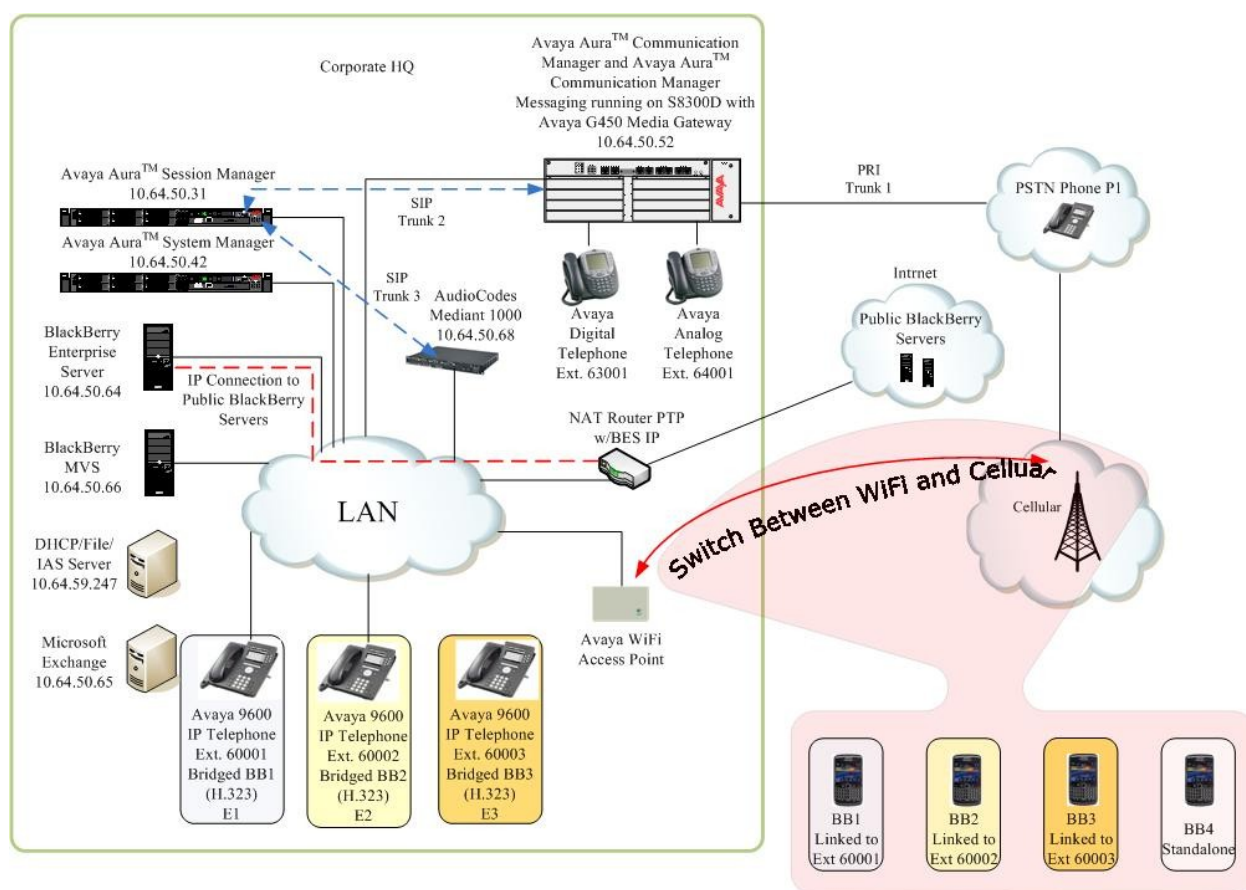 Corporate HQ
Avaya Aura™ Communication
Manager and Avaya Aura™
Communication Manager
Messaging running on S8300D with
Avaya G450 Media Gateway
10.64.50.52
AVAYA
Avaya Aura™ Session Manager
10.64.50.31
Avaya Aura™ System Manager
10.64.50.42
SIP
Trunk 2
SIP
Trunk 3
PRI
Trunk 1
PSTN Phone P1
AudioCodes
Mediant 1000
10.64.50.68
Avaya
Digital
Telephone
Ext. 63001
Avaya
Analog
Telephone
Ext. 64001
Intrnet
Public BlackBerry
Servers
BlackBerry
Enterprise
Server
10.64.50.64
IP Connection to
Public BlackBerry
Servers
NAT Router PTP
w/BES IP
BlackBerry
MVS
10.64.50.66
LAN
Switch Between WiFi and Cellua
Cellular
DHCP/File/
IAS Server
10.64.59.247
Avaya WiFi
Access Point
Microsoft
Exchange
10.64.50.65
Avaya 9600
IP Telephone
Ext. 60001
Bridged BB1
(H.323)
E1
Avaya 9600
IP Telephone
Ext. 60002
Bridged BB2
(H.323)
E2
Avaya 9600
IP Telephone
Ext. 60003
Bridged BB3
(H.323)
E3
BB1
Linked to
Ext 60001
BB2
Linked to
Ext 60002
BB3
Linked to
Ext 60003
BB4
Standalone